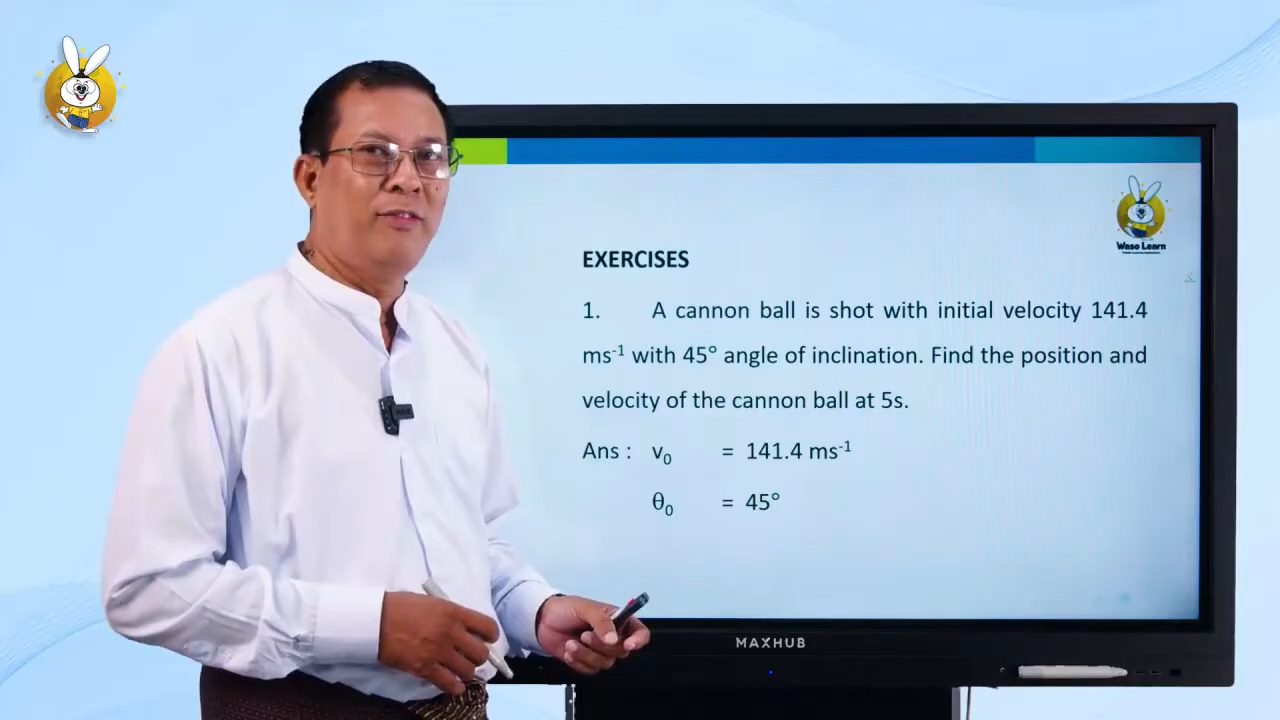 Waso Learn
EXERCISES
1. A cannon ball is shot with initial velocity 141.4
ms⁻¹ with 45° angle of inclination. Find the position and
velocity of the cannon ball at 5s.
Ans : v₀ = 141.4 ms⁻¹
θ₀ = 45°
MAXHUB